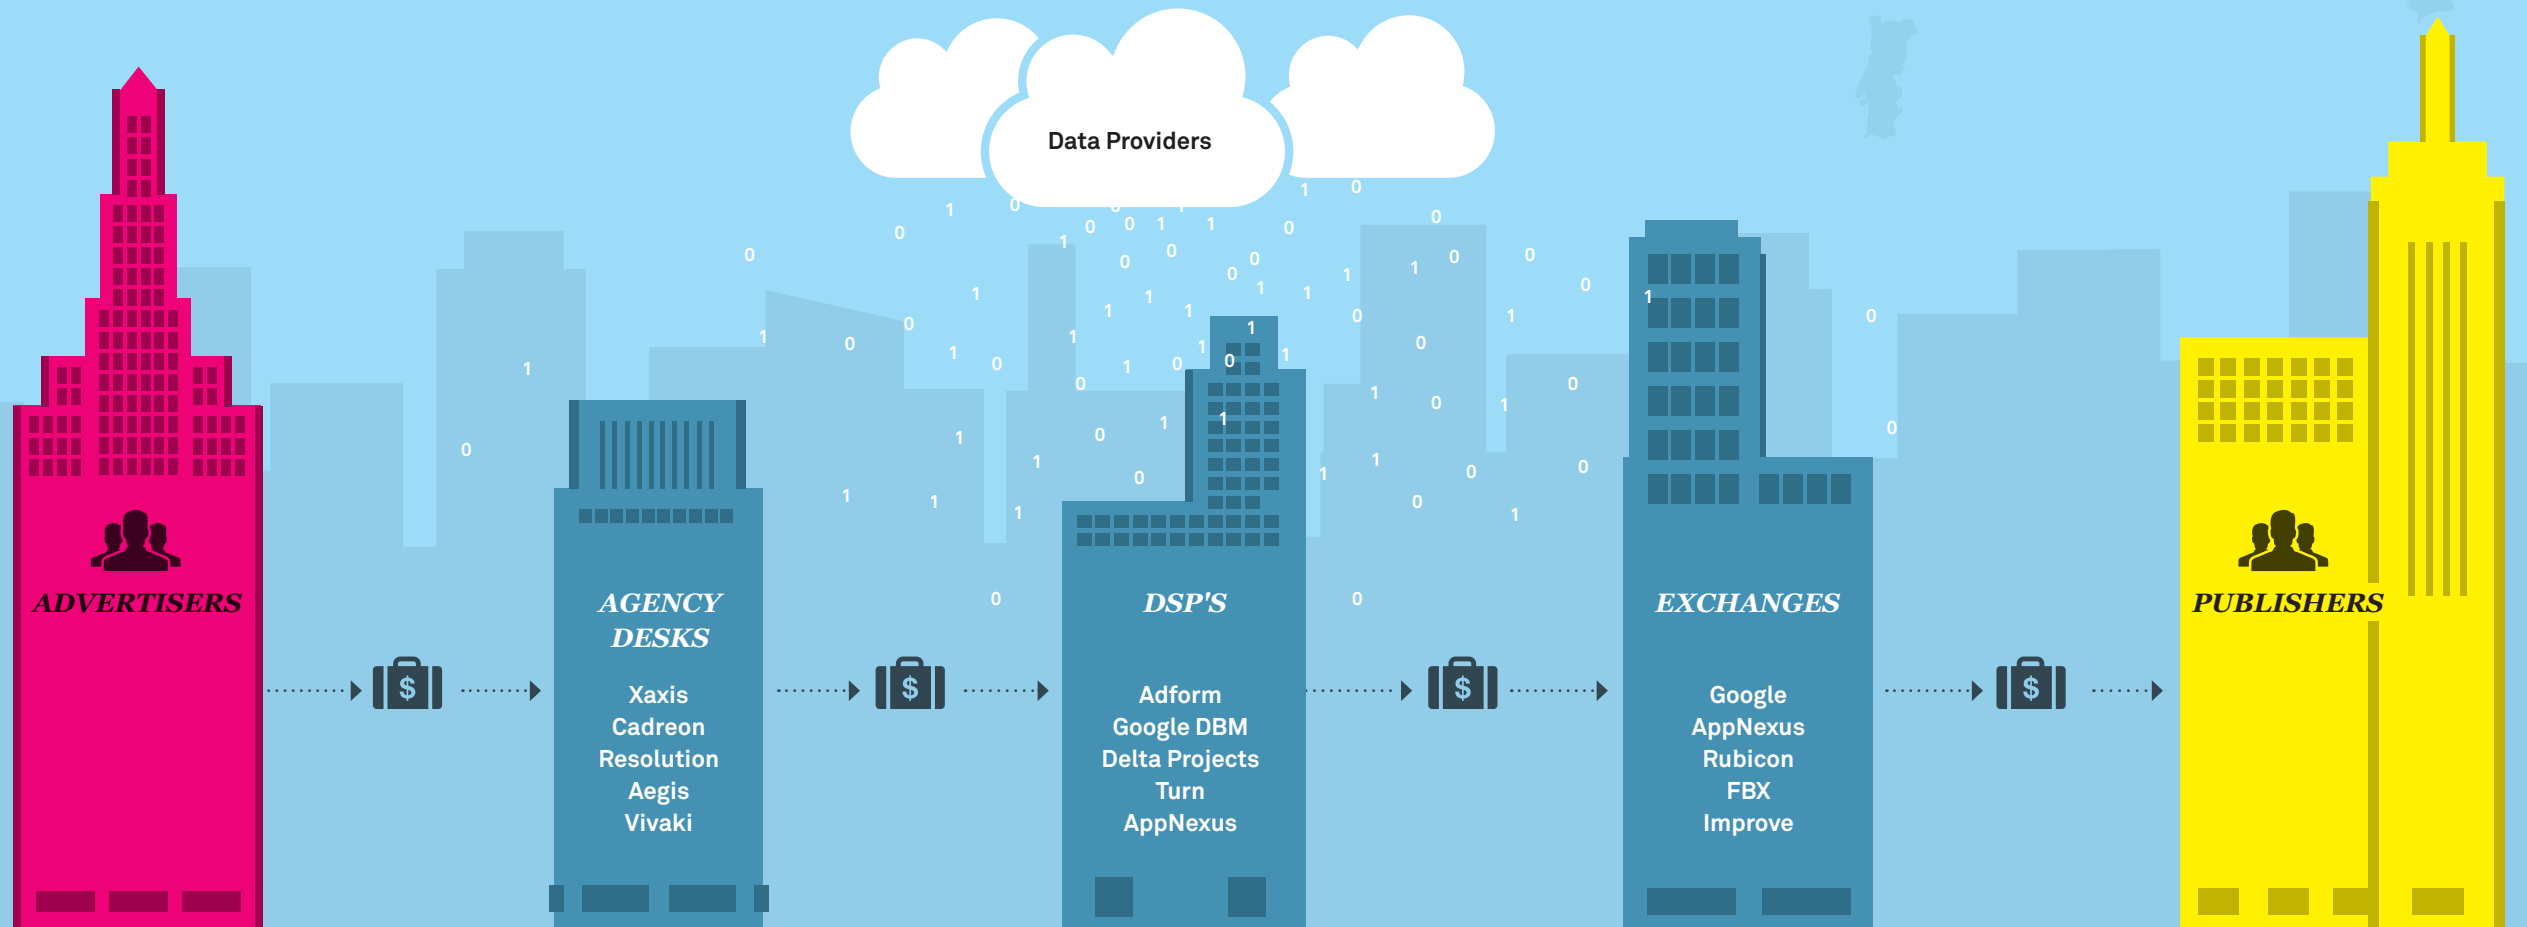 Data Providers
ADVERTISERS
AGENCY
DESKS
Xaxis
Cadreon
Resolution
Aegis
Vivaki
DSP'S
Adform
Google DBM
Delta Projects
Turn
AppNexus
EXCHANGES
Google
AppNexus
Rubicon
FBX
Improve
PUBLISHERS
$
$
$
$